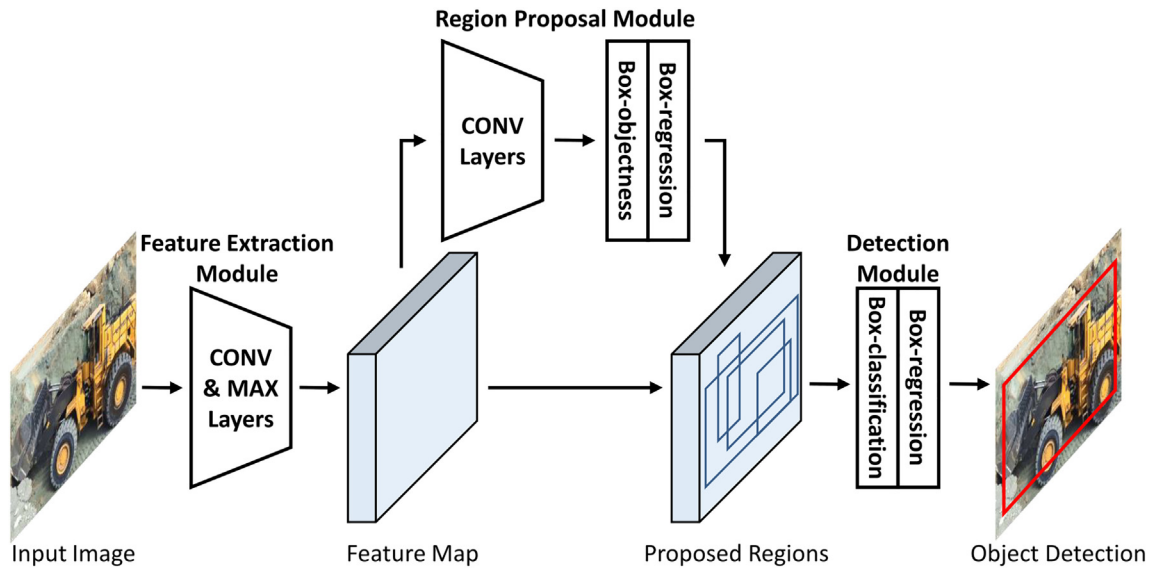 Region Proposal Module
CONV
Layers
Box-objectness
Box-regression
Feature Extraction
Module
CONV
& MAX
Layers
Detection
Module
Box-classification
Box-regression
Input Image
Feature Map
Proposed Regions
Object Detection